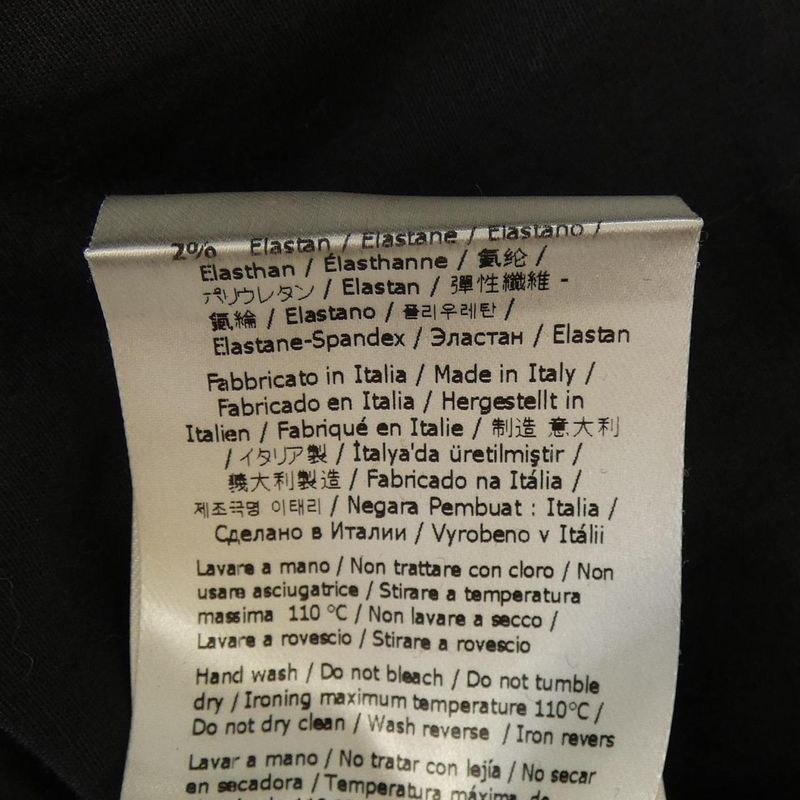 2% Elastan / Elastane / Elastano /
Elasthan / Élasthanne / 氨纶 /
ポリウレタン / Elastan / 彈性纖維 -
氨綸 / Elastano / 폴리우레탄 /
Elastane-Spandex / Эластан / Elastan
Fabbricato in Italia / Made in Italy /
Fabricado en Italia / Hergestellt in
Italien / Fabriqué en Italie / 制造 意大利
/ イタリア製 / İtalya'da üretilmiştir /
義大利製造 / Fabricado na Itália /
제조국명 이태리 / Negara Pembuat : Italia /
Сделано в Италии / Vyrobeno v Itálii
Lavare a mano / Non trattare con cloro / Non
usare asciugatrice / Stirare a temperatura
massima 110 °C / Non lavare a secco /
Lavare a rovescio / Stirare a rovescio
Hand wash / Do not bleach / Do not tumble
dry / Ironing maximum temperature 110°C /
Do not dry clean / Wash reverse / Iron revers
Lavar a mano / No tratar con lejía / No secar
en secadora / Temperatura máxima de